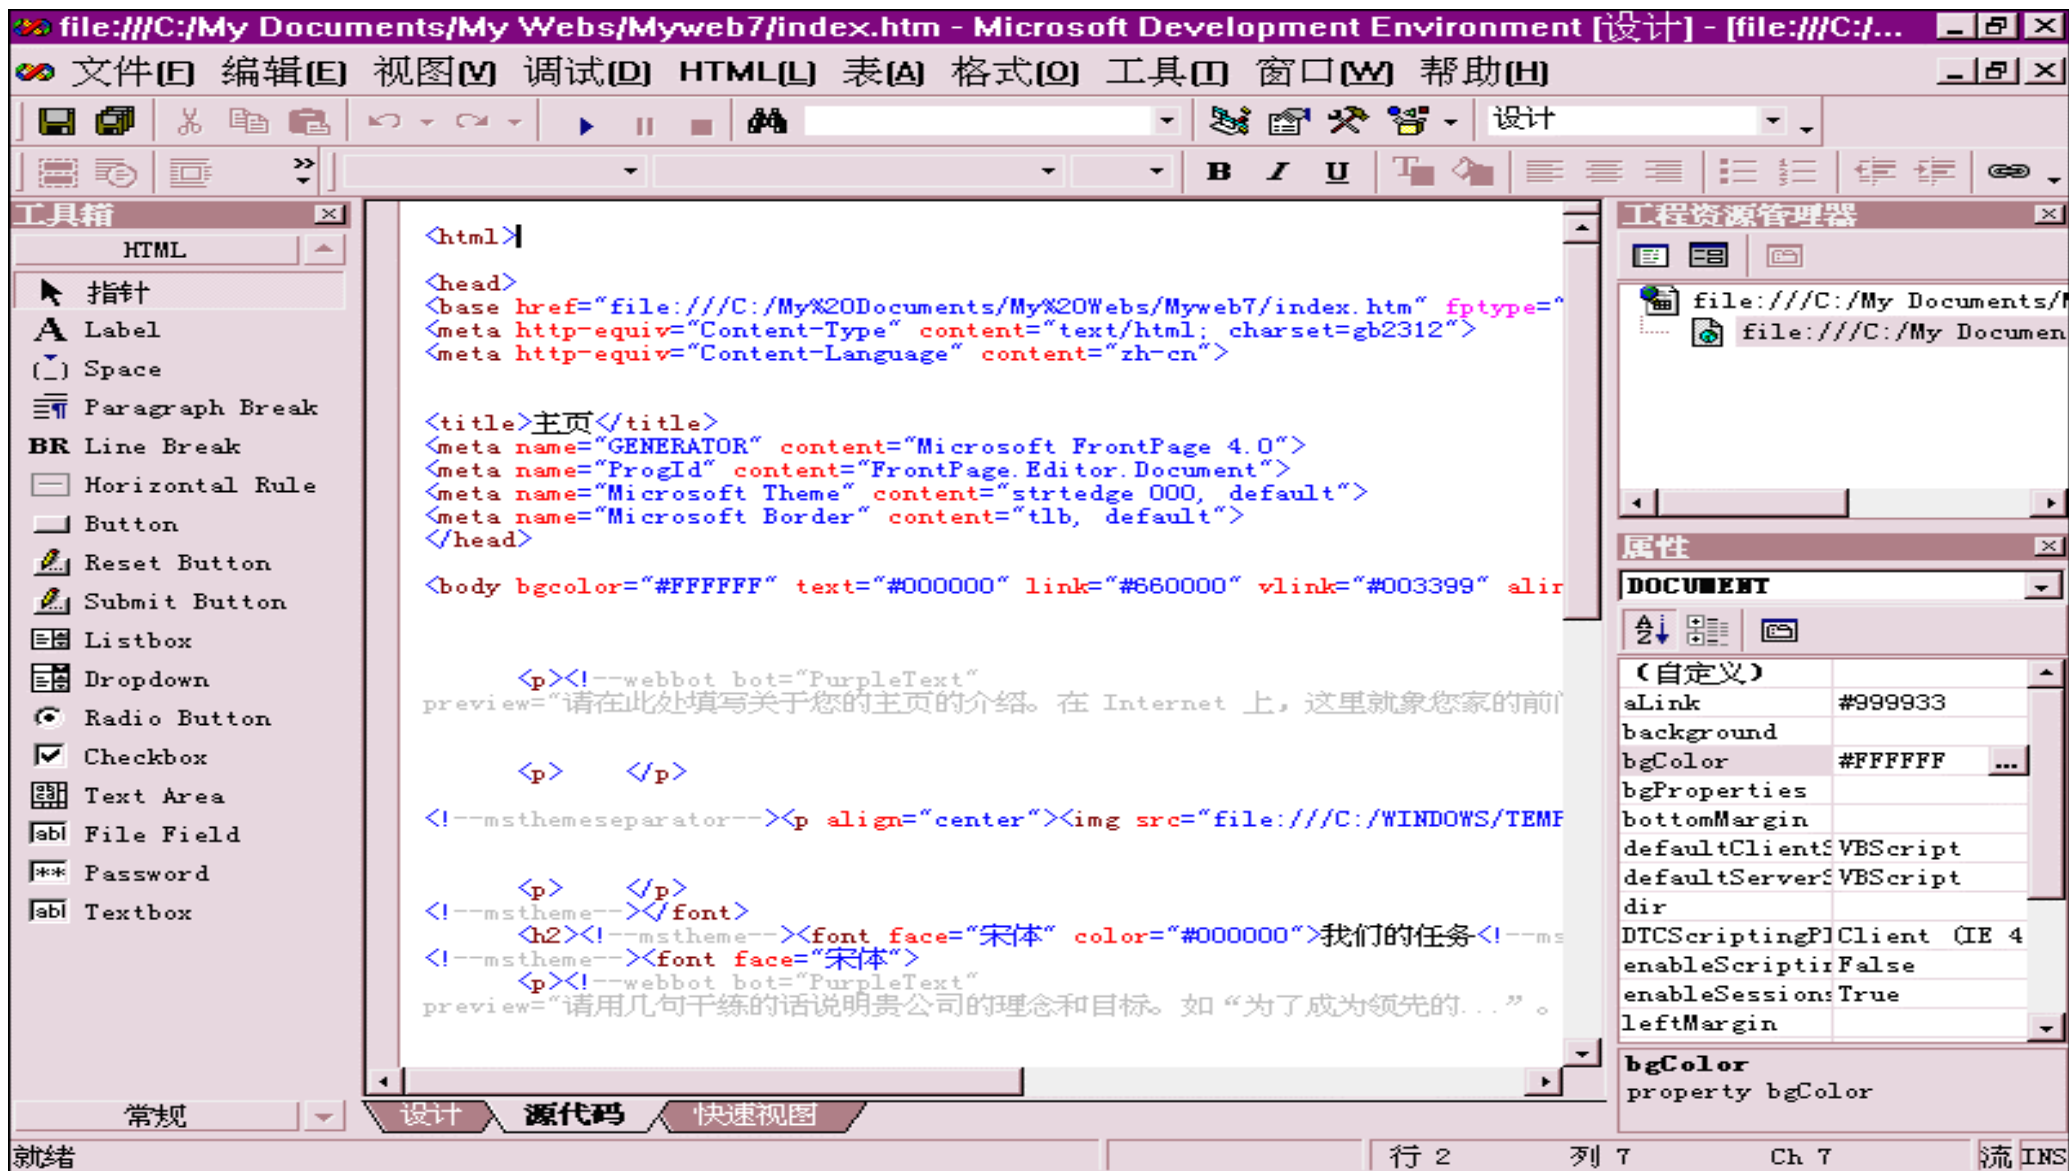 file:///C:/My Documents/My Webs/Myweb7/index.htm - Microsoft Development Environment [设计] - [file:///C:/...
文件(F) 编辑(E) 视图(V) 调试(D) HTML(L) 表(A) 格式(O) 工具(T) 窗口(W) 帮助(H)
设计
B I U
工具箱
HTML
指针
A Label
Space
Paragraph Break
BR Line Break
Horizontal Rule
Button
Reset Button
Submit Button
Listbox
Dropdown
Radio Button
Checkbox
Text Area
abl File Field
** Password
abl Textbox
常规
<html>
<head>
<base href="file:///C:/My%20Documents/My%20Webs/Myweb7/index.htm" fptype="
<meta http-equiv="Content-Type" content="text/html; charset=gb2312">
<meta http-equiv="Content-Language" content="zh-cn">
<title>主页</title>
<meta name="GENERATOR" content="Microsoft FrontPage 4.0">
<meta name="ProgId" content="FrontPage.Editor.Document">
<meta name="Microsoft Theme" content="strtedge 000, default">
<meta name="Microsoft Border" content="tlb, default">
</head>
<body bgcolor="#FFFFFF" text="#000000" link="#660000" vlink="#003399" alin
<p><!--webbot bot="PurpleText"
preview="请在此处填写关于您的主页的介绍。在 Internet 上，这里就象您家的前门
<p> </p>
<!--msthemeseparator--><p align="center"><img src="file:///C:/WINDOWS/TEMP
<p> </p>
<!--mstheme--></font>
<h2><!--mstheme--><font face="宋体" color="#000000">我们的任务<!--ms
<!--mstheme--><font face="宋体">
<p><!--webbot bot="PurpleText"
preview="请用几句干练的话说明贵公司的理念和目标。如“为了成为领先的...”。
设计 源代码 快速视图
工程资源管理器
file:///C:/My Documents/M
file:///C:/My Documen
属性
DOCUMENT
(自定义)
aLink #999933
background
bgColor #FFFFFF ...
bgProperties
bottomMargin
defaultClientS VBScript
defaultServerS VBScript
dir
DTCScriptingPl Client (IE 4
enableScriptin False
enableSessions True
leftMargin
bgColor
property bgColor
就绪
行 2 列 7 Ch 7 流 INS